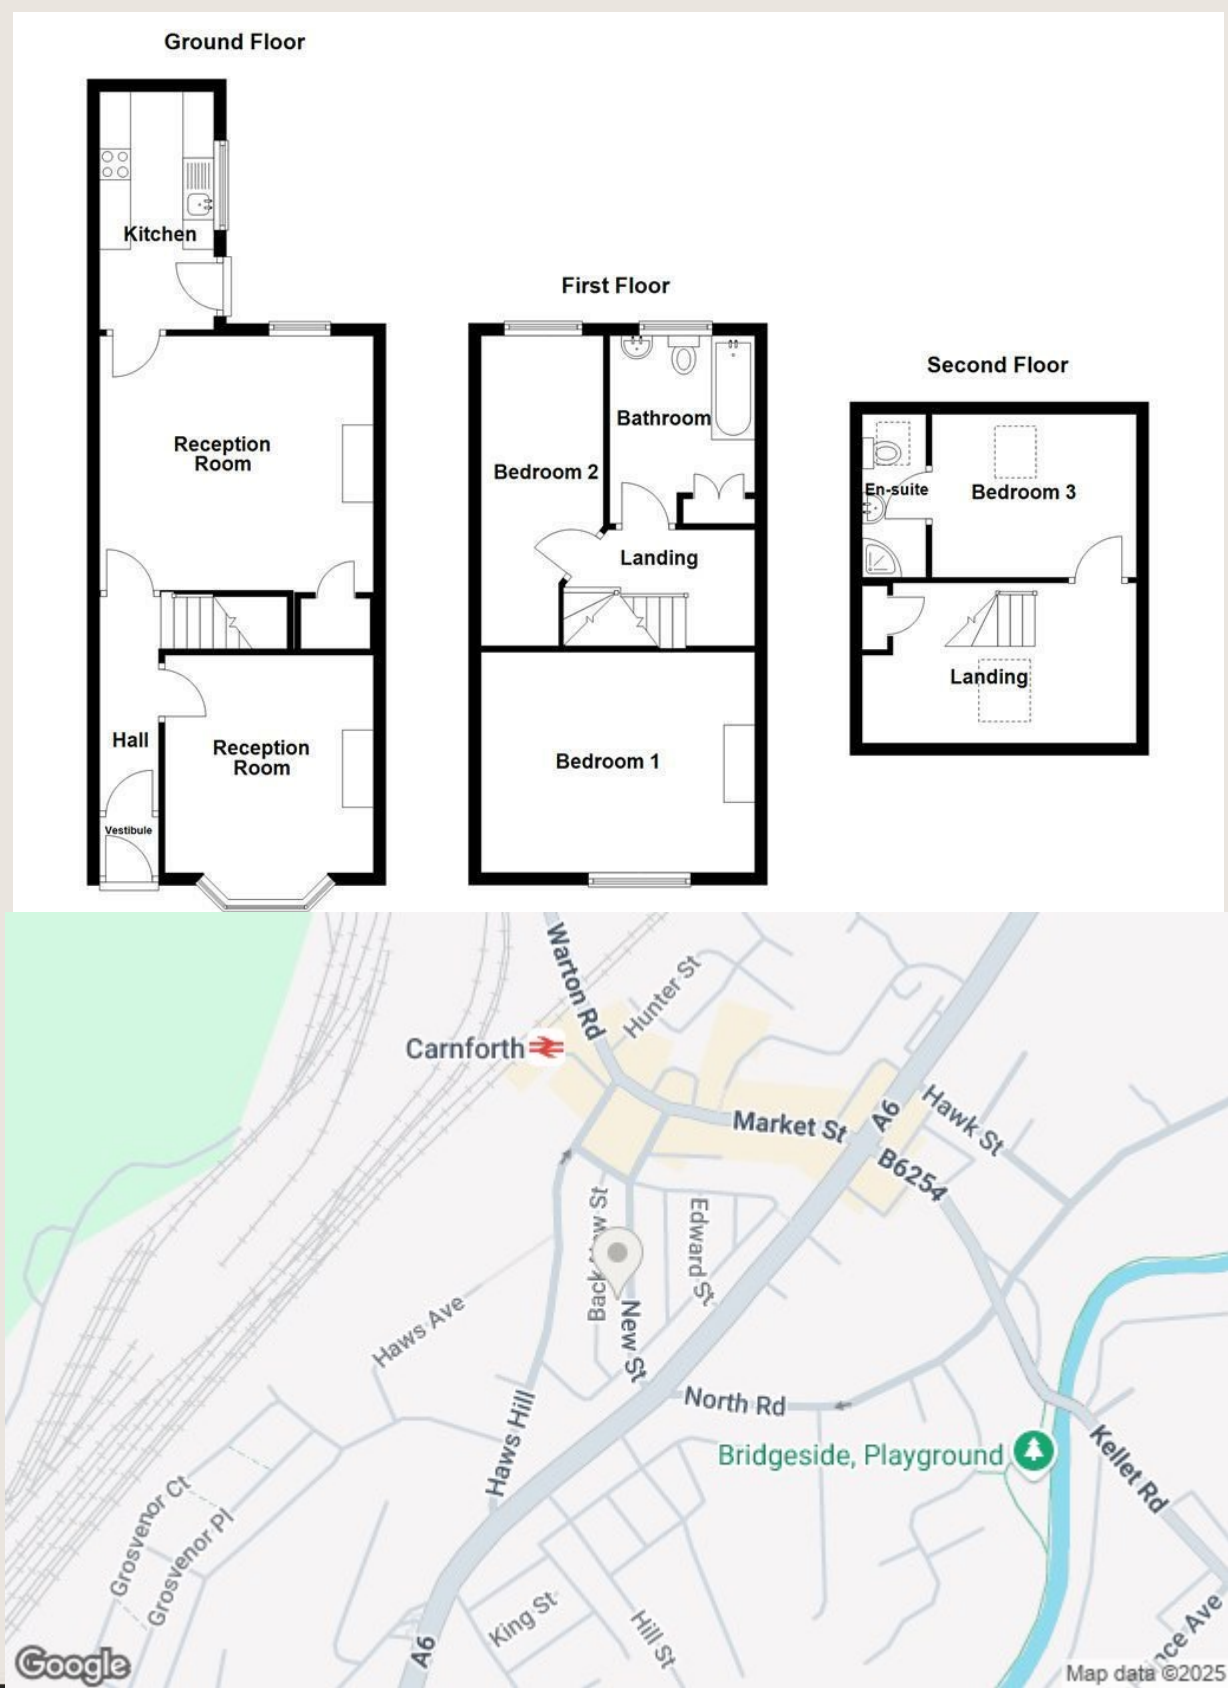 Ground Floor
Kitchen
Reception
Room
Hall
Reception
Room
Vestibule
First Floor
Bathroom
Bedroom 2
Landing
Bedroom 1
Second Floor
En-suite
Bedroom 3
Landing
Warton Rd
Hunter St
Carnforth
Market St
A6
Hawk St
B6254
Edward St
New St
Haws Ave
Haws Hill
North Rd
Bridgeside, Playground
Kellet Rd
Grosvenor Ct
Grosvenor Pl
King St
Hill St
A6
Google
Map data ©2025